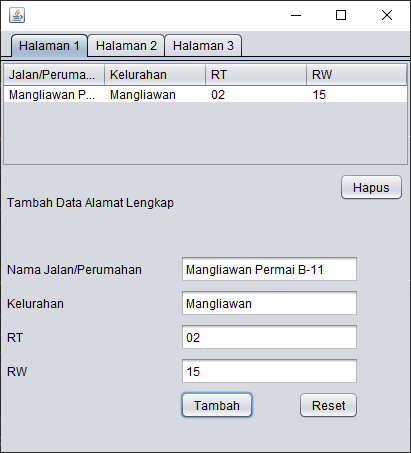 Halaman 1 Halaman 2 Halaman 3
Jalan/Peruma... Kelurahan RT RW
Mangliawan P... Mangliawan 02 15
Hapus
Tambah Data Alamat Lengkap
Nama Jalan/Perumahan Mangliawan Permai B-11
Kelurahan Mangliawan
RT 02
RW 15
Tambah Reset